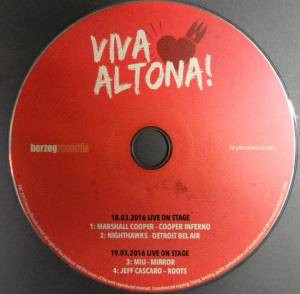 VIVA
ALTONA!
herzogrecords
for promotional use only
18.03.2016 LIVE ON STAGE
1: MARSHALL COOPER - COOPER INFERNO
2: NIGHTHAWKS - DETROIT BEL AIR
19.03.2016 LIVE ON STAGE
3: MIU - MIRROR
4: JEFF CASCARO - ROOTS